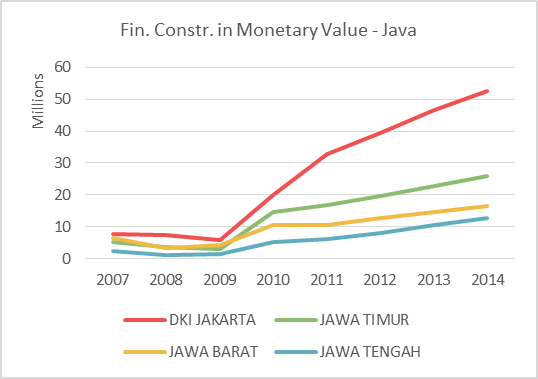 Fin. Constr. in Monetary Value - Java
Millions
60
50
40
30
20
10
0
2007 2008 2009 2010 2011 2012 2013 2014
DKI JAKARTA JAWA TIMUR
JAWA BARAT JAWA TENGAH